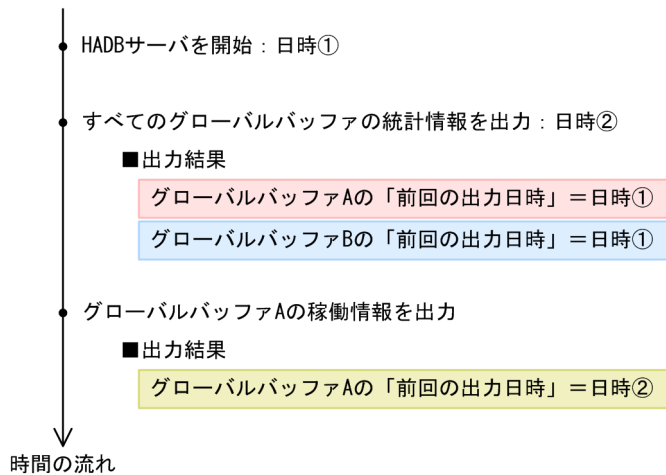 HADBサーバを開始：日時①
すべてのグローバルバッファの統計情報を出力：日時②
■出力結果
グローバルバッファAの「前回の出力日時」＝日時①
グローバルバッファBの「前回の出力日時」＝日時①
グローバルバッファAの稼働情報を出力
■出力結果
グローバルバッファAの「前回の出力日時」＝日時②
時間の流れ